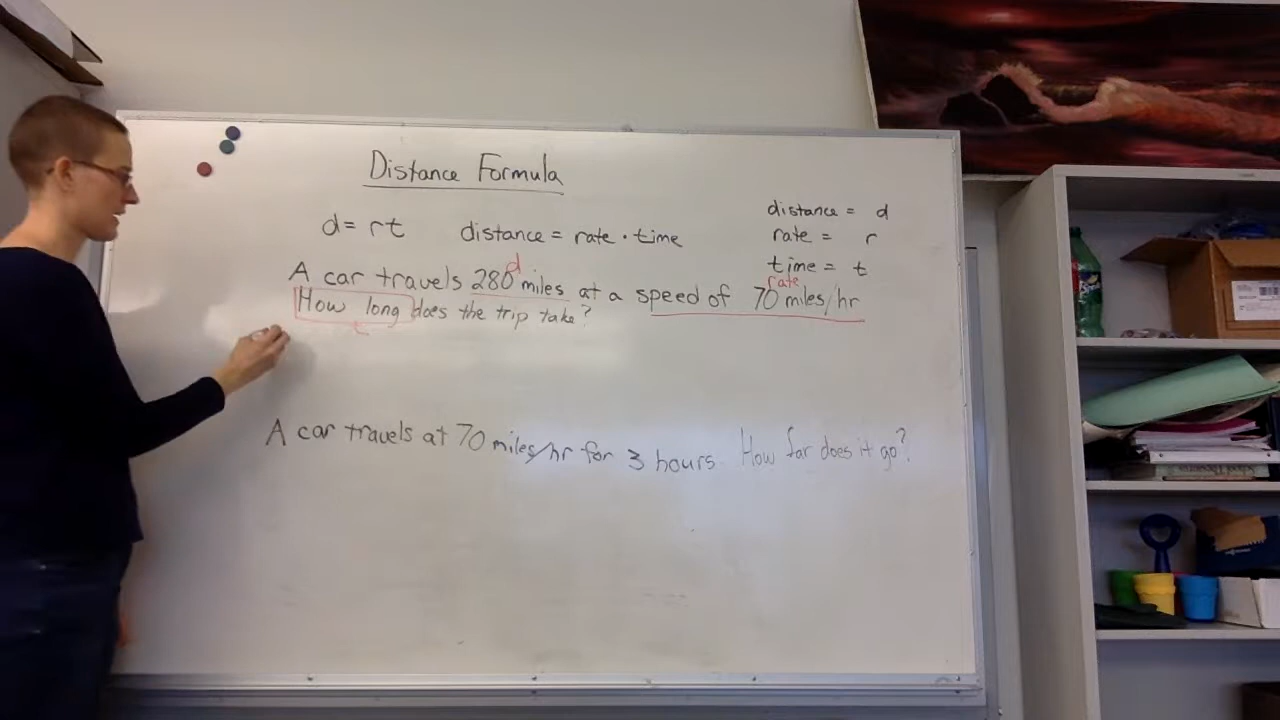 Distance Formula
d = rt distance = rate · time
distance = d
rate = r
time = t
d
rate
A car travels 280 miles at a speed of 70 miles/hr
How long does the trip take?
t
A car travels at 70 miles/hr for 3 hours. How far does it go?